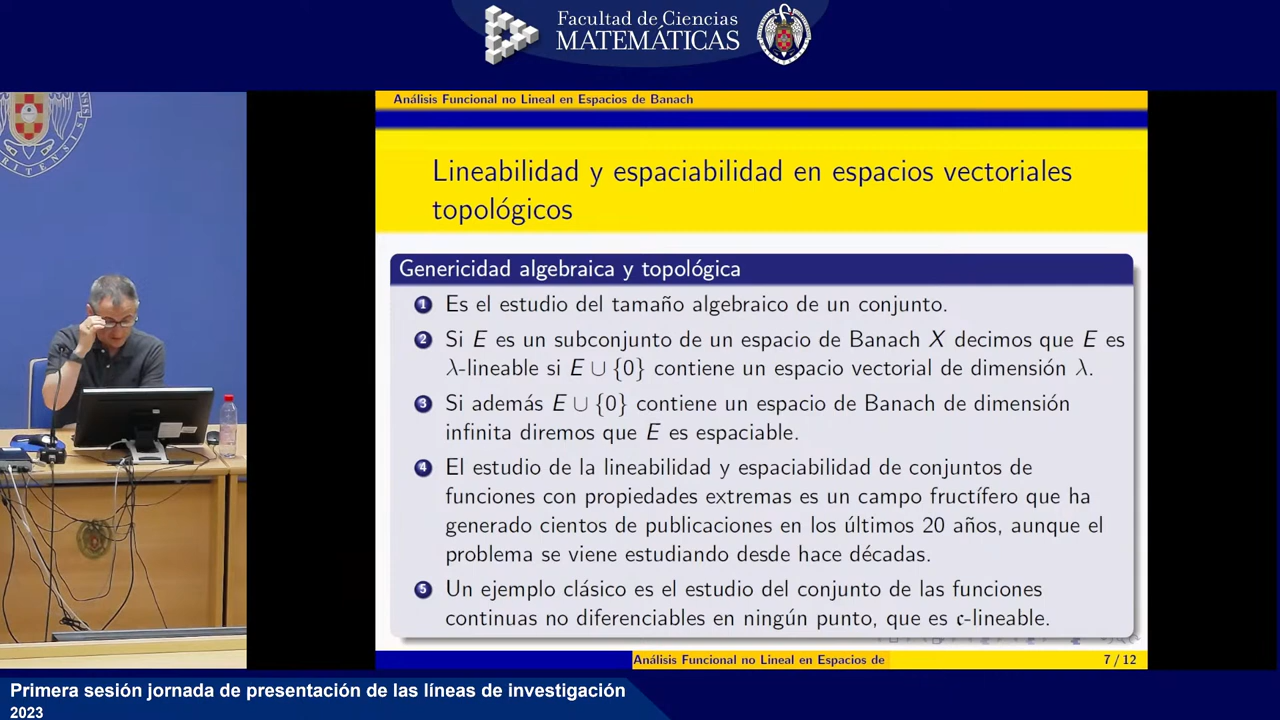 Facultad de Ciencias
MATEMÁTICAS
Análisis Funcional no Lineal en Espacios de Banach
Lineabilidad y espaciabilidad en espacios vectoriales
topológicos
Genericidad algebraica y topológica
1 Es el estudio del tamaño algebraico de un conjunto.
2 Si E es un subconjunto de un espacio de Banach X decimos que E es
λ-lineable si E ∪ {0} contiene un espacio vectorial de dimensión λ.
3 Si además E ∪ {0} contiene un espacio de Banach de dimensión
infinita diremos que E es espaciable.
4 El estudio de la lineabilidad y espaciabilidad de conjuntos de
funciones con propiedades extremas es un campo fructífero que ha
generado cientos de publicaciones en los últimos 20 años, aunque el
problema se viene estudiando desde hace décadas.
5 Un ejemplo clásico es el estudio del conjunto de las funciones
continuas no diferenciables en ningún punto, que es 𝔠-lineable.
Análisis Funcional no Lineal en Espacios de
7 / 12
Primera sesión jornada de presentación de las líneas de investigación
2023